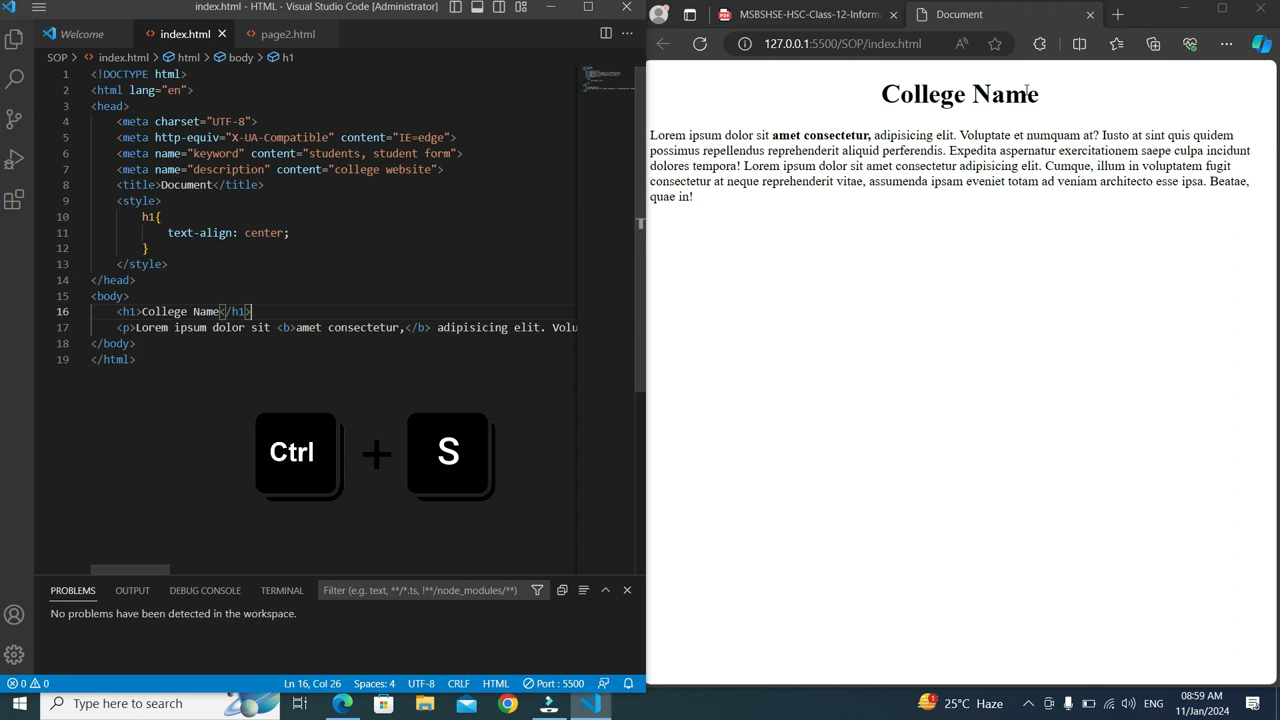 index.html - HTML - Visual Studio Code [Administrator]
Welcome
index.html
page2.html
SOP > index.html > html > body > h1
1 <!DOCTYPE html>
2 <html lang="en">
3 <head>
4 <meta charset="UTF-8">
5 <meta http-equiv="X-UA-Compatible" content="IE=edge">
6 <meta name="keyword" content="students, student form">
7 <meta name="description" content="college website">
8 <title>Document</title>
9 <style>
10 h1{
11 text-align: center;
12 }
13 </style>
14 </head>
15 <body>
16 <h1>College Name</h1>
17 <p>Lorem ipsum dolor sit <b>amet consectetur,</b> adipisicing elit. Volu
18 </body>
19 </html>
Ctrl + S
PROBLEMS OUTPUT DEBUG CONSOLE TERMINAL Filter (e.g. text, **/*.ts, !**/node_modules/**)
No problems have been detected in the workspace.
0 0 Ln 16, Col 26 Spaces: 4 UTF-8 CRLF HTML Port : 5500
MSBSHSE-HSC-Class-12-Inform
Document
127.0.0.1:5500/SOP/index.html
College Name
Lorem ipsum dolor sit amet consectetur, adipisicing elit. Voluptate et numquam at? Iusto at sint quis quidem
possimus repellendus reprehenderit aliquid perferendis. Expedita aspernatur exercitationem saepe culpa incidunt
dolores tempora! Lorem ipsum dolor sit amet consectetur adipisicing elit. Cumque, illum in voluptatem fugit
consectetur at neque reprehenderit vitae, assumenda ipsam eveniet totam ad veniam architecto esse ipsa. Beatae,
quae in!
Type here to search
1 25°C Haze ENG 08:59 AM
11/Jan/2024